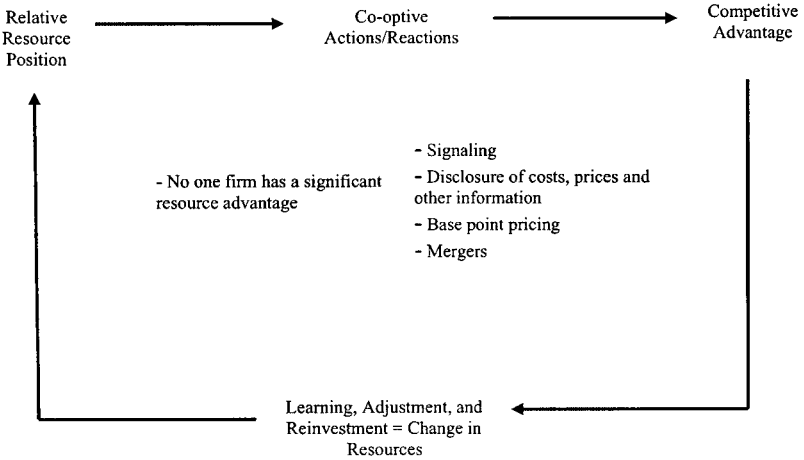 Relative
Resource
Position
Co-optive
Actions/Reactions
Competitive
Advantage
- No one firm has a significant
resource advantage
- Signaling
- Disclosure of costs, prices and
other information
- Base point pricing
- Mergers
Learning, Adjustment, and
Reinvestment = Change in
Resources